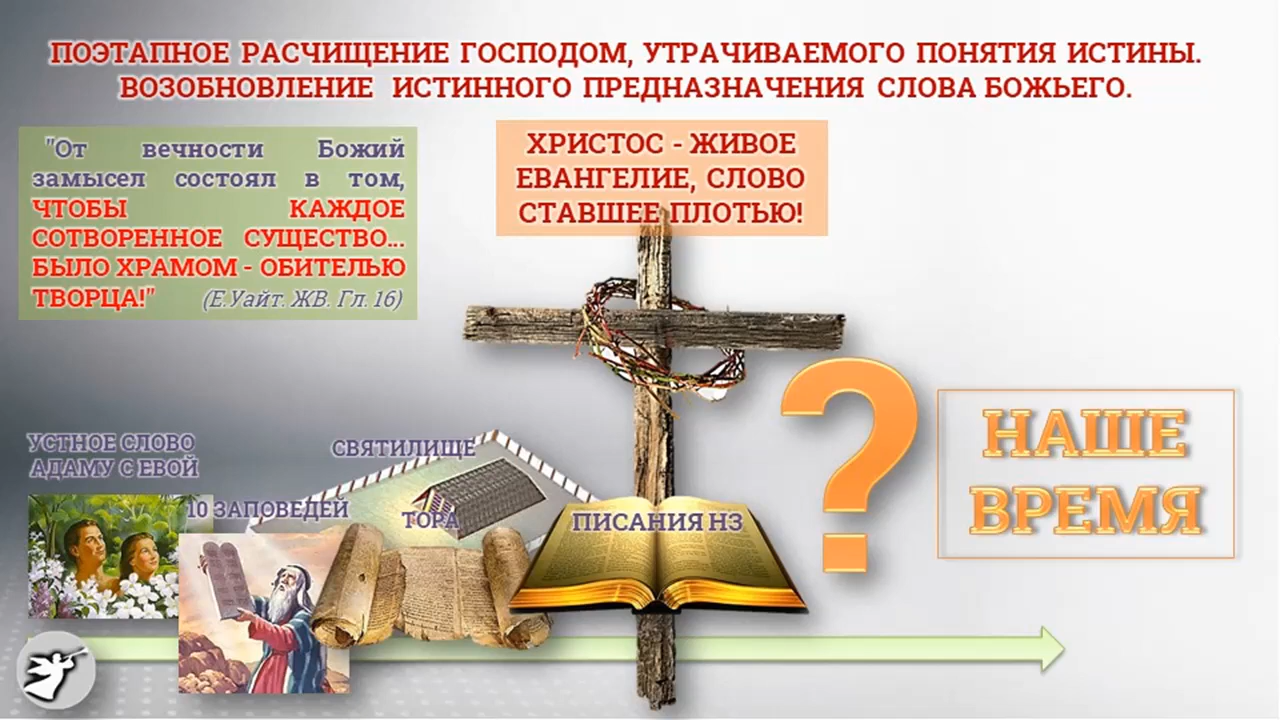 ПОЭТАПНОЕ РАСЧИЩЕНИЕ ГОСПОДОМ, УТРАЧИВАЕМОГО ПОНЯТИЯ ИСТИНЫ.
ВОЗОБНОВЛЕНИЕ ИСТИННОГО ПРЕДНАЗНАЧЕНИЯ СЛОВА БОЖЬЕГО.
"От вечности Божий
замысел состоял в том,
ЧТОБЫ КАЖДОЕ
СОТВОРЕННОЕ СУЩЕСТВО...
БЫЛО ХРАМОМ - ОБИТЕЛЬЮ
ТВОРЦА!" (Е.Уайт. ЖВ. Гл. 16)
ХРИСТОС - ЖИВОЕ
ЕВАНГЕЛИЕ, СЛОВО
СТАВШЕЕ ПЛОТЬЮ!
УСТНОЕ СЛОВО
АДАМУ С ЕВОЙ
10 ЗАПОВЕДЕЙ
СВЯТИЛИЩЕ
ТОРА
ПИСАНИЯ НЗ
?
НАШЕ
ВРЕМЯ